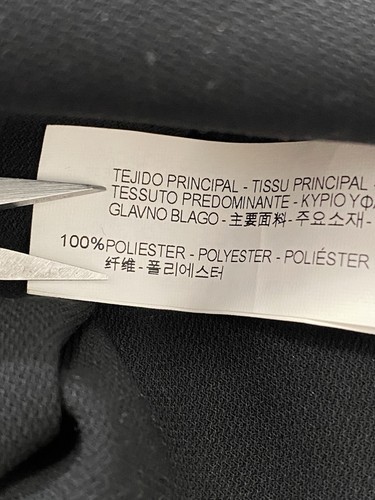 TEJIDO PRINCIPAL - TISSU PRINCIPAL -
TESSUTO PREDOMINANTE - ΚΥΡΙΟ
GLAVNO BLAGO - 主要面料 - 주요소재 -
100% POLIESTER - POLYESTER - POLIÉSTER
纤维 - 폴리에스터